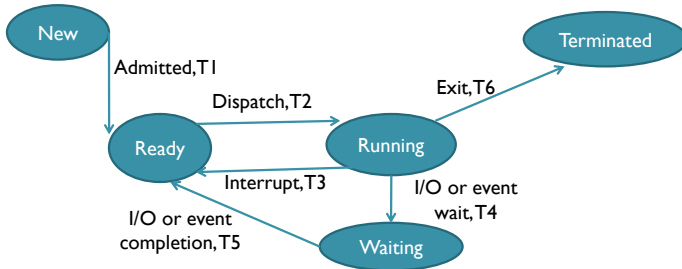 New
Terminated
Admitted,T1
Exit,T6
Dispatch,T2
Ready
Running
Interrupt,T3
I/O or event
wait,T4
I/O or event
completion,T5
Waiting